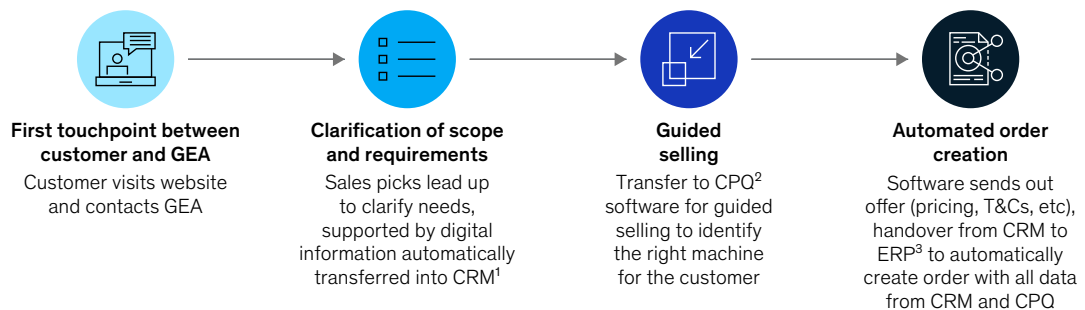 First touchpoint between
customer and GEA
Customer visits website
and contacts GEA
Clarification of scope
and requirements
Sales picks lead up
to clarify needs,
supported by digital
information automatically
transferred into CRM¹
Guided
selling
Transfer to CPQ²
software for guided
selling to identify
the right machine
for the customer
Automated order
creation
Software sends out
offer (pricing, T&Cs, etc),
handover from CRM to
ERP³ to automatically
create order with all data
from CRM and CPQ